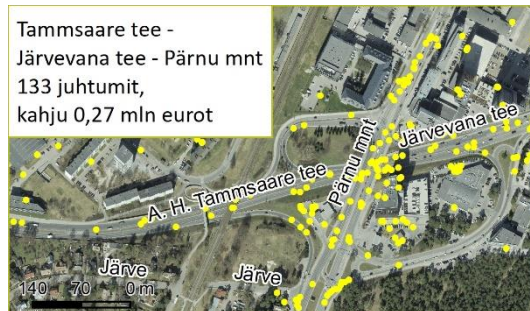 Tammsaare tee -
Järvevana tee - Pärnu mnt
133 juhtumit,
kahju 0,27 mln eurot
Järvevana tee
Pärnu mnt
A. H. Tammsaare tee
Järve
Järve
140 70 0 m